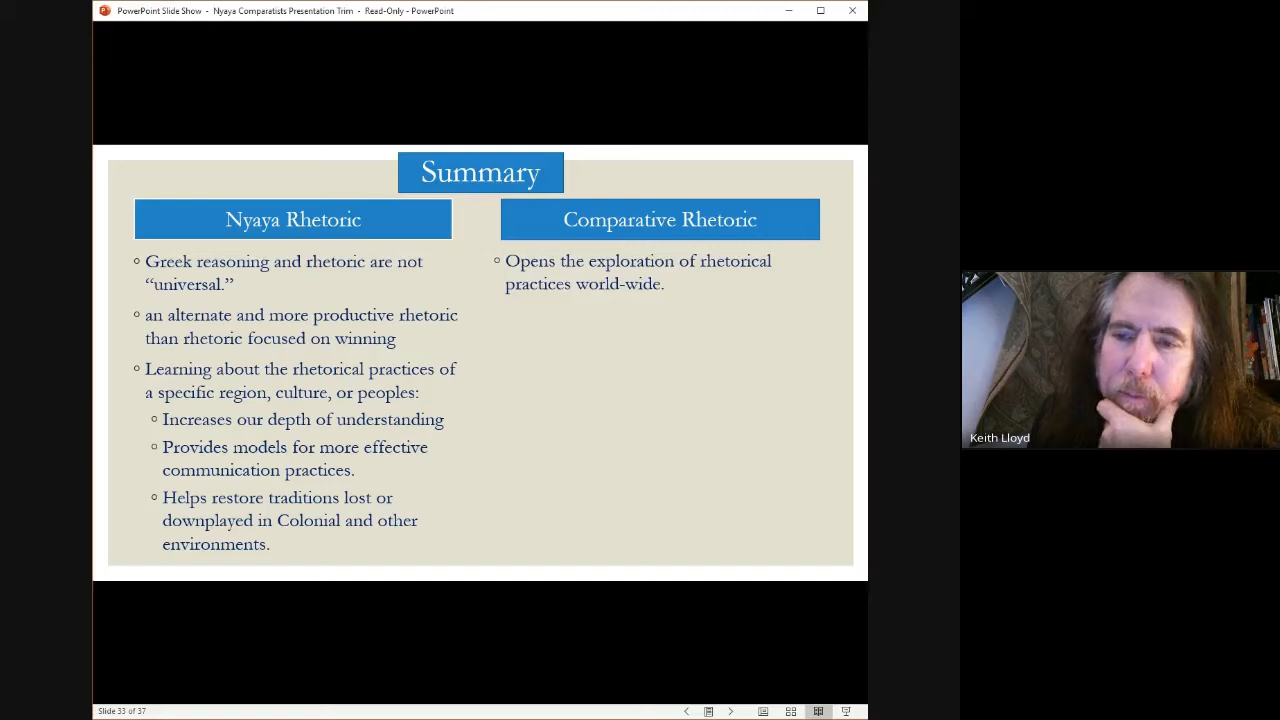 PowerPoint Slide Show - Nyaya Comparatists Presentation Trim - Read-Only - PowerPoint
Summary
Nyaya Rhetoric
Greek reasoning and rhetoric are not
“universal.”
an alternate and more productive rhetoric
than rhetoric focused on winning
Learning about the rhetorical practices of
a specific region, culture, or peoples:
Increases our depth of understanding
Provides models for more effective
communication practices.
Helps restore traditions lost or
downplayed in Colonial and other
environments.
Comparative Rhetoric
Opens the exploration of rhetorical
practices world-wide.
Keith Lloyd
Slide 33 of 37